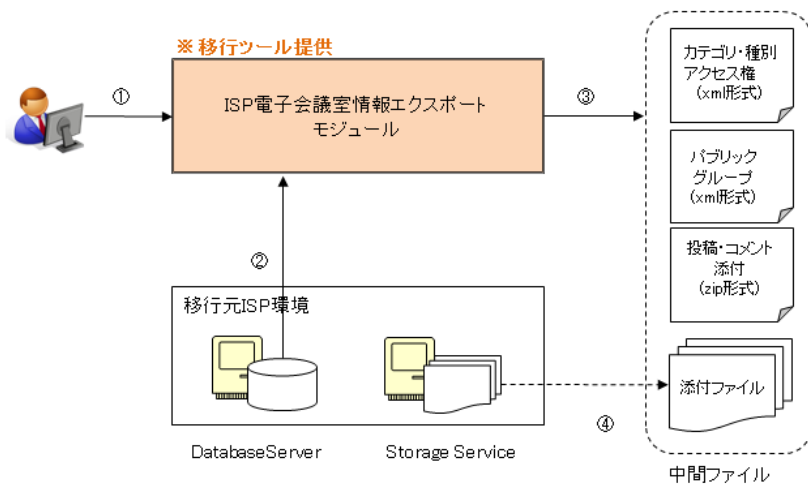 ※ 移行ツール提供
①
ISP電子会議室情報エクスポート
モジュール
③
カテゴリ・種別
アクセス権
(xml形式)
パブリック
グループ
(xml形式)
②
投稿・コメント
添付
(zip形式)
移行元ISP環境
添付ファイル
④
DatabaseServer
Storage Service
中間ファイル